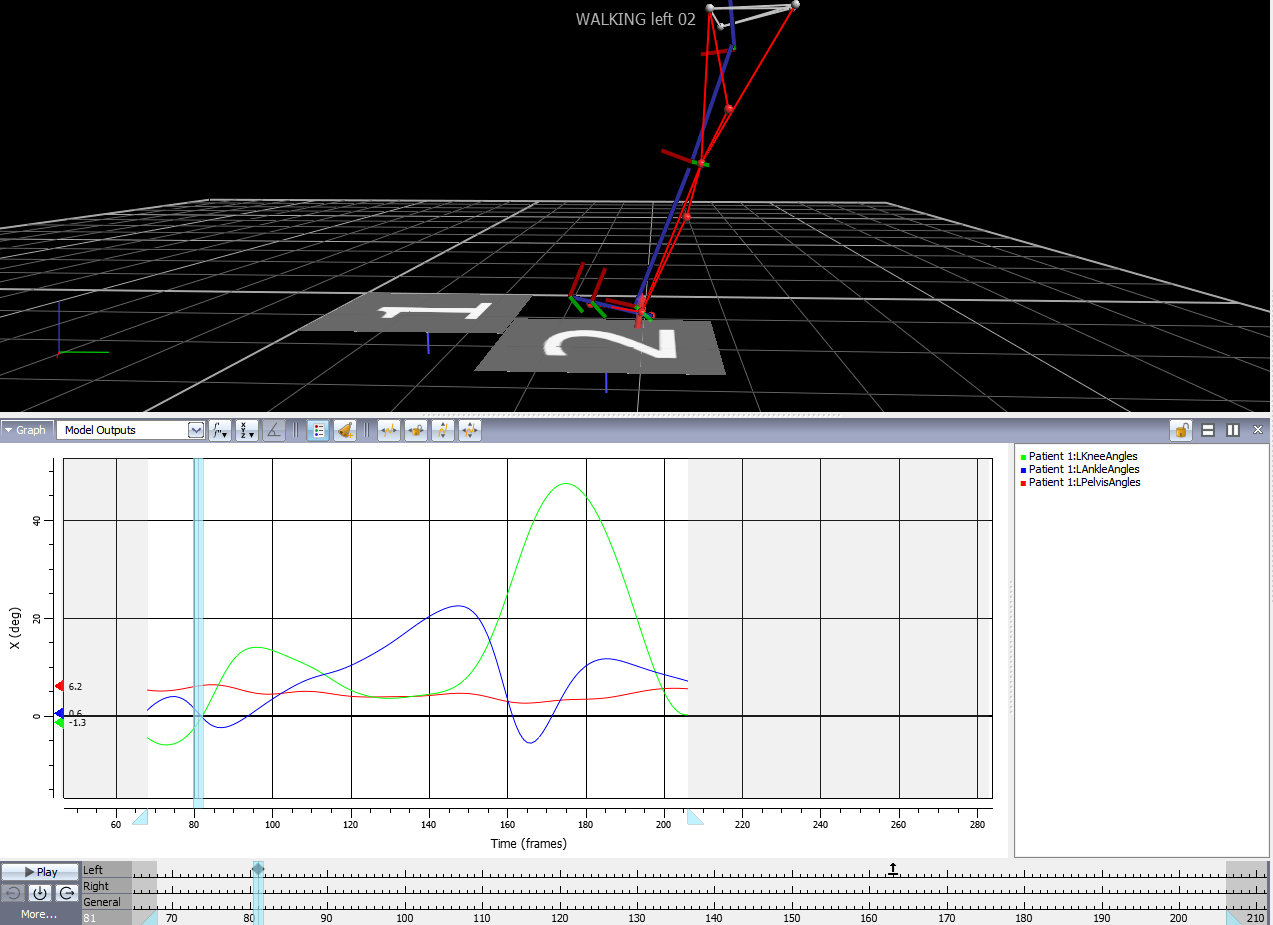 WALKING left 02
1
2
Graph
Model Outputs
Patient 1:LKneeAngles
Patient 1:LAnkleAngles
Patient 1:LPelvisAngles
X (deg)
40
20
0
6.2
0.6
-1.3
60 80 100 120 140 160 180 200 220 240 260 280
Time (frames)
Play
Left
Right
General
More...
81
70 80 90 100 110 120 130 140 150 160 170 180 190 200 210